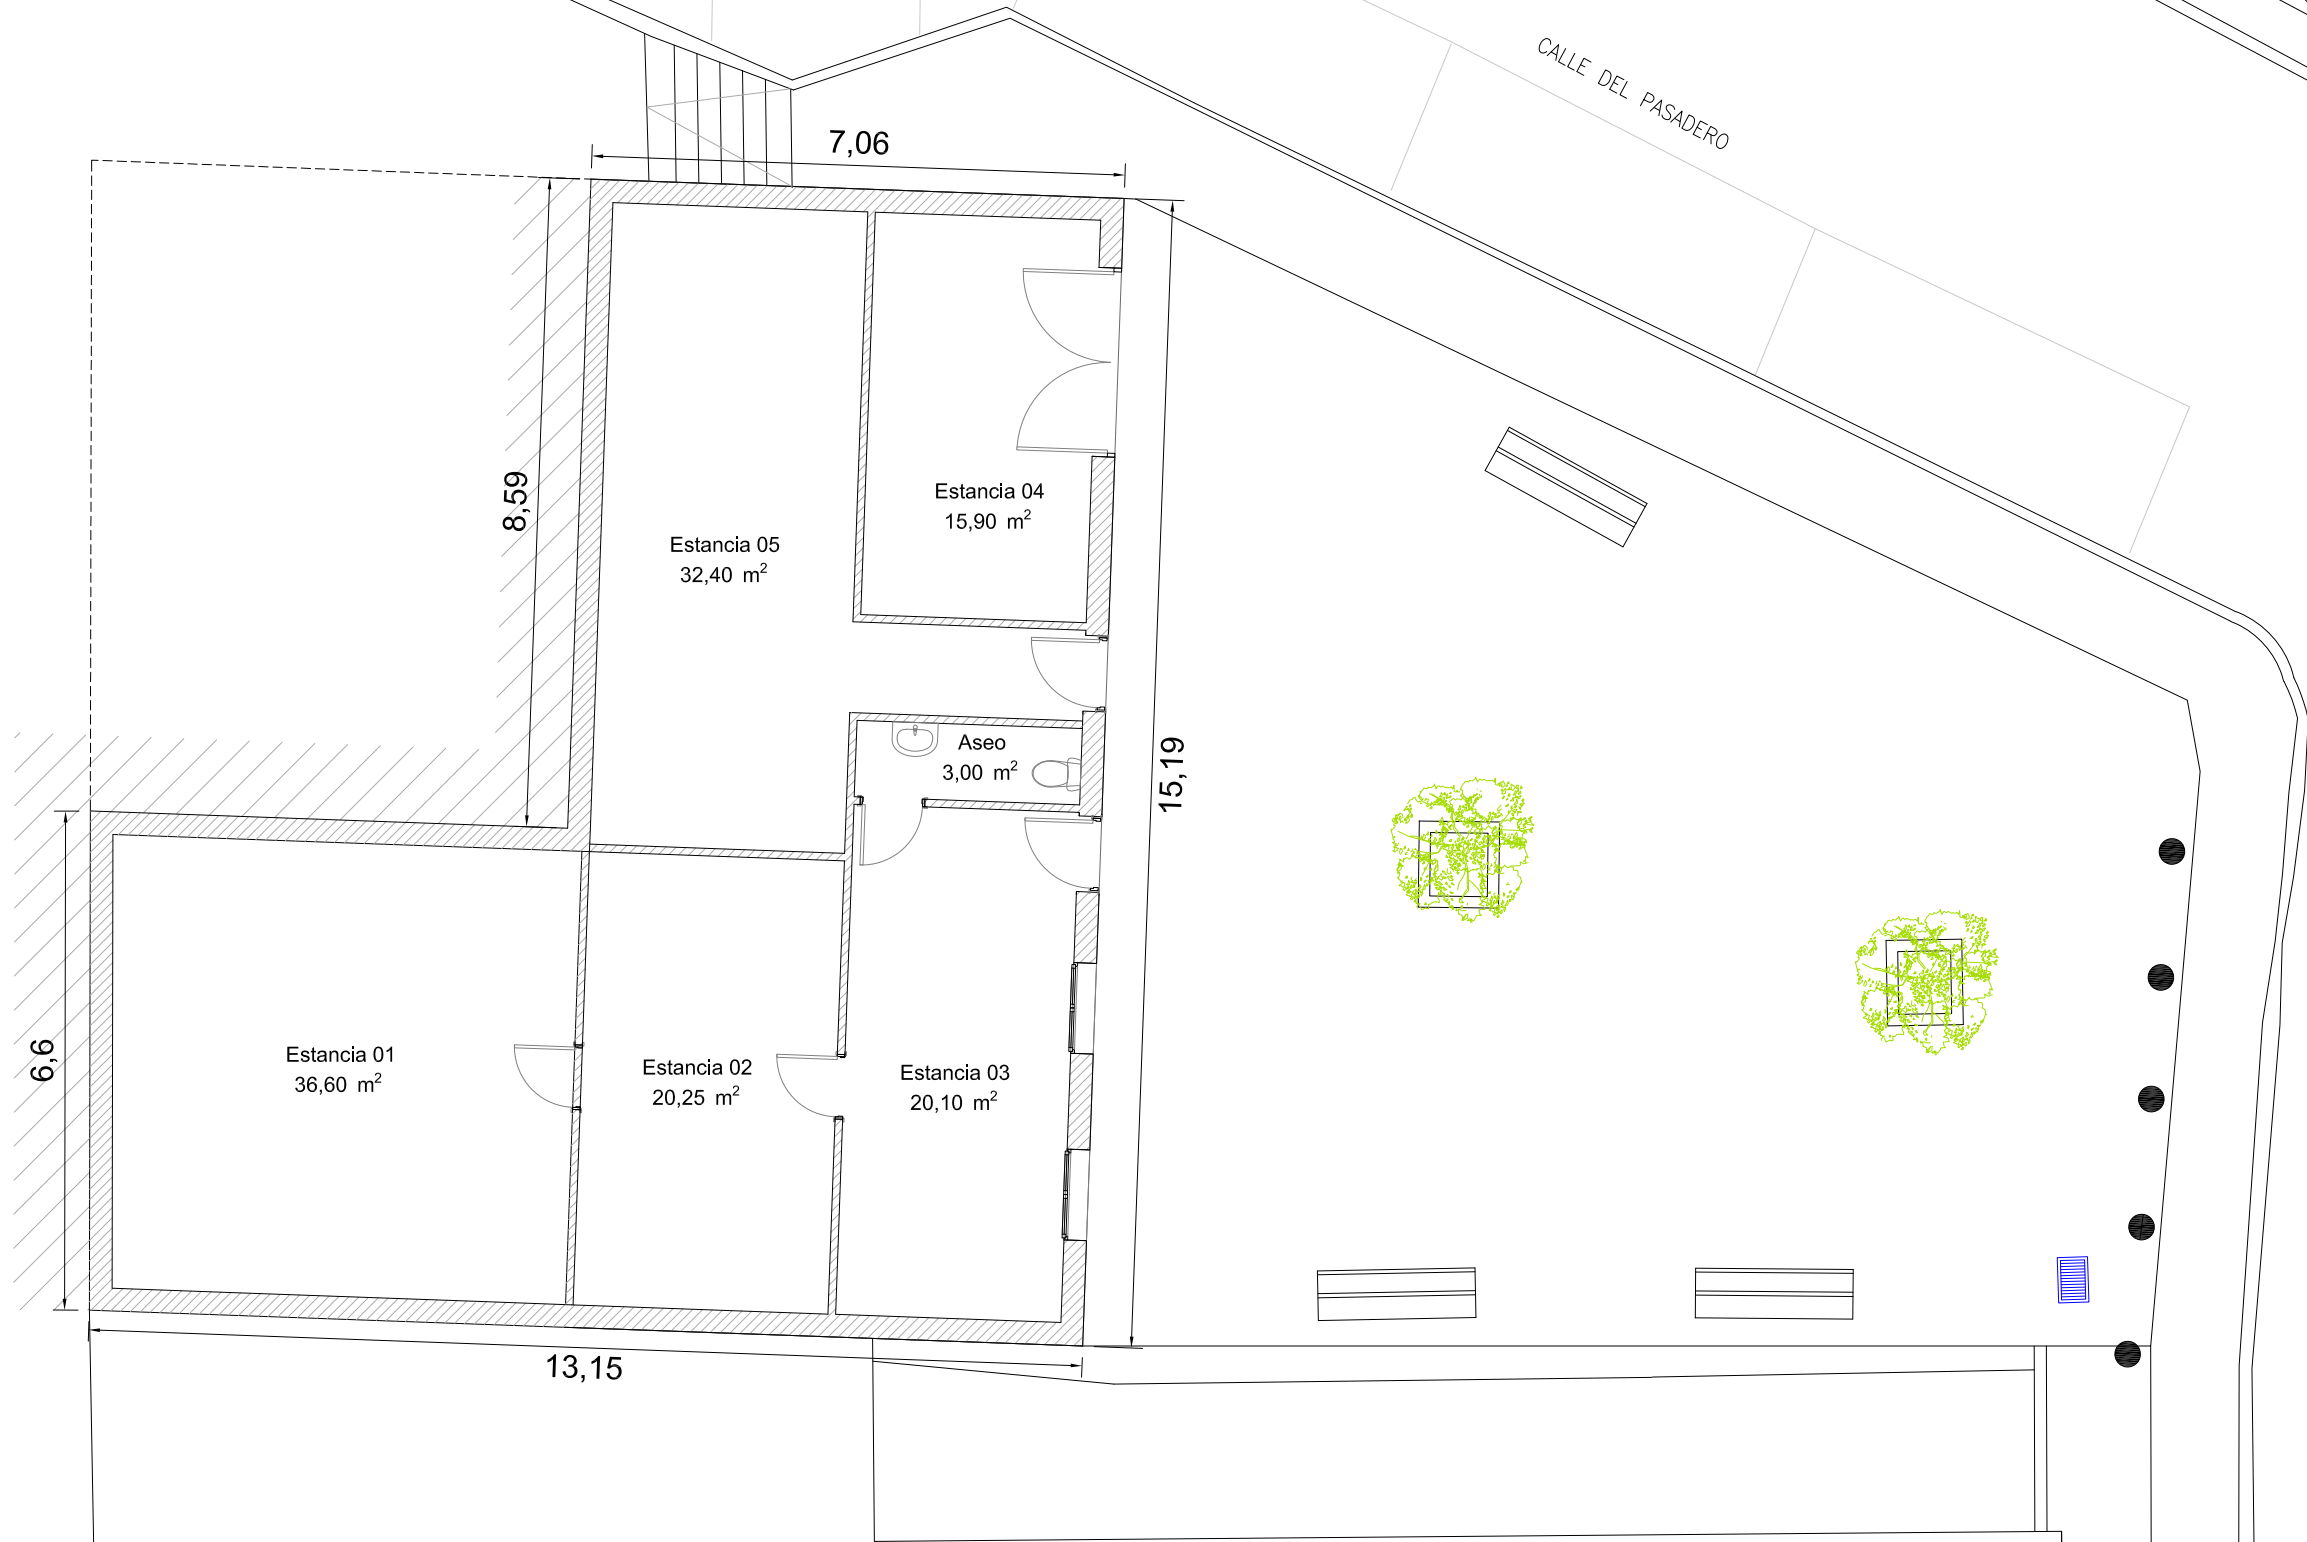 CALLE DEL PASADERO
7,06
8,59
Estancia 04
15,90 m²
Estancia 05
32,40 m²
Aseo
3,00 m²
15,19
6,6
Estancia 01
36,60 m²
Estancia 02
20,25 m²
Estancia 03
20,10 m²
13,15